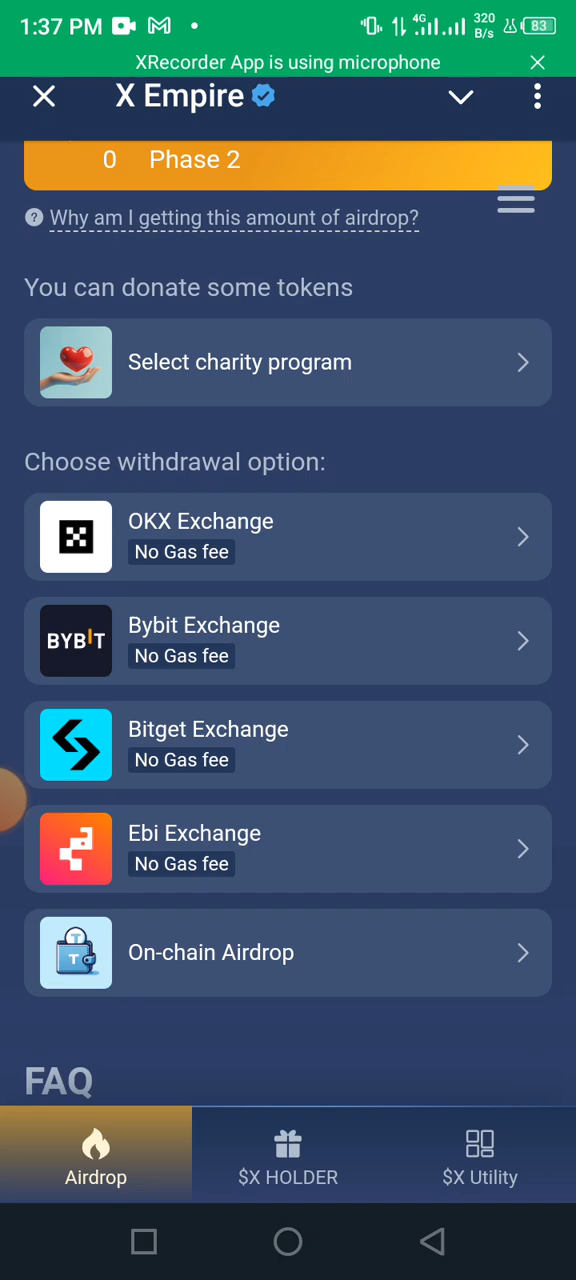 1:37 PM
4G
320
B/s
83
XRecorder App is using microphone
X Empire
0 Phase 2
Why am I getting this amount of airdrop?
You can donate some tokens
Select charity program
Choose withdrawal option:
OKX Exchange
No Gas fee
BYBIT
Bybit Exchange
No Gas fee
Bitget Exchange
No Gas fee
Ebi Exchange
No Gas fee
On-chain Airdrop
FAQ
Airdrop
$X HOLDER
$X Utility